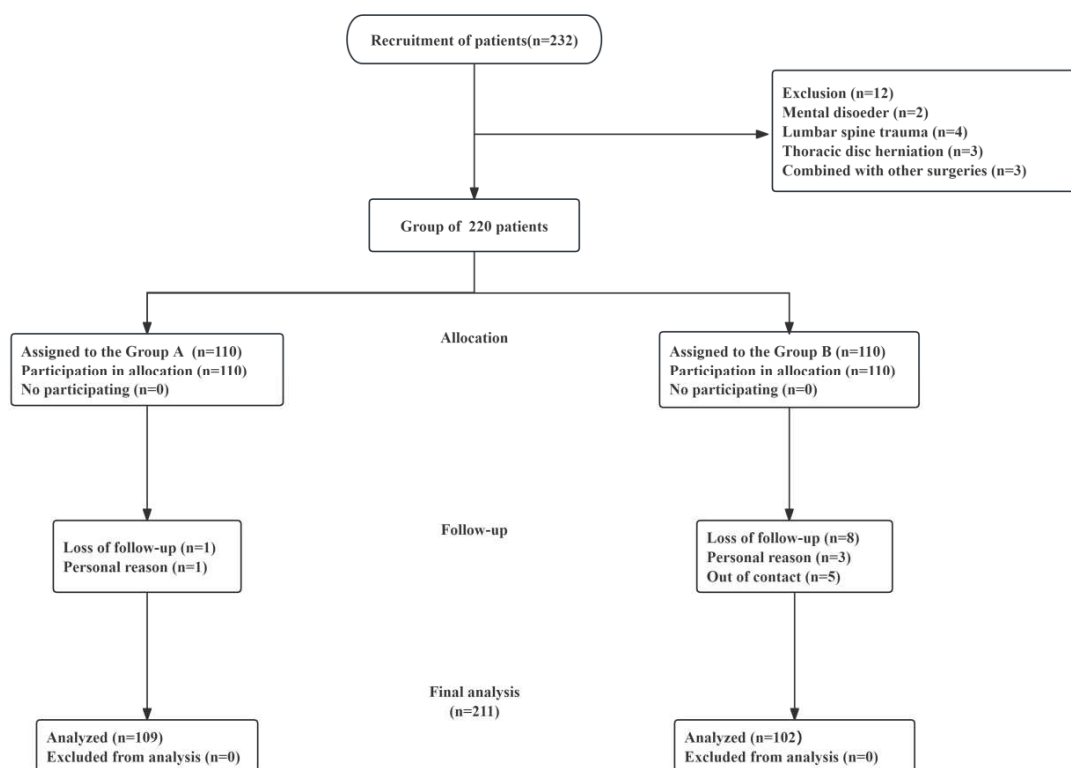 Recruitment of patients(n=232)
Exclusion (n=12)
Mental disoeder (n=2)
Lumbar spine trauma (n=4)
Thoracic disc herniation (n=3)
Combined with other surgeries (n=3)
Group of 220 patients
Allocation
Assigned to the Group A (n=110)
Participation in allocation (n=110)
No participating (n=0)
Assigned to the Group B (n=110)
Participation in allocation (n=110)
No participating (n=0)
Follow-up
Loss of follow-up (n=1)
Personal reason (n=1)
Loss of follow-up (n=8)
Personal reason (n=3)
Out of contact (n=5)
Final analysis
(n=211)
Analyzed (n=109)
Excluded from analysis (n=0)
Analyzed (n=102)
Excluded from analysis (n=0)